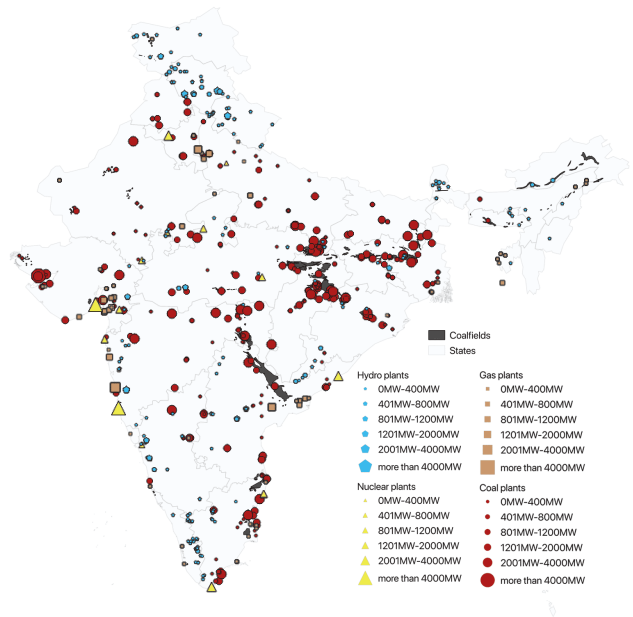 Coalfields
States
Hydro plants
0MW-400MW
401MW-800MW
801MW-1200MW
1201MW-2000MW
2001MW-4000MW
more than 4000MW
Gas plants
0MW-400MW
401MW-800MW
801MW-1200MW
1201MW-2000MW
2001MW-4000MW
more than 4000MW
Nuclear plants
0MW-400MW
401MW-800MW
801MW-1200MW
1201MW-2000MW
2001MW-4000MW
more than 4000MW
Coal plants
0MW-400MW
401MW-800MW
801MW-1200MW
1201MW-2000MW
2001MW-4000MW
more than 4000MW